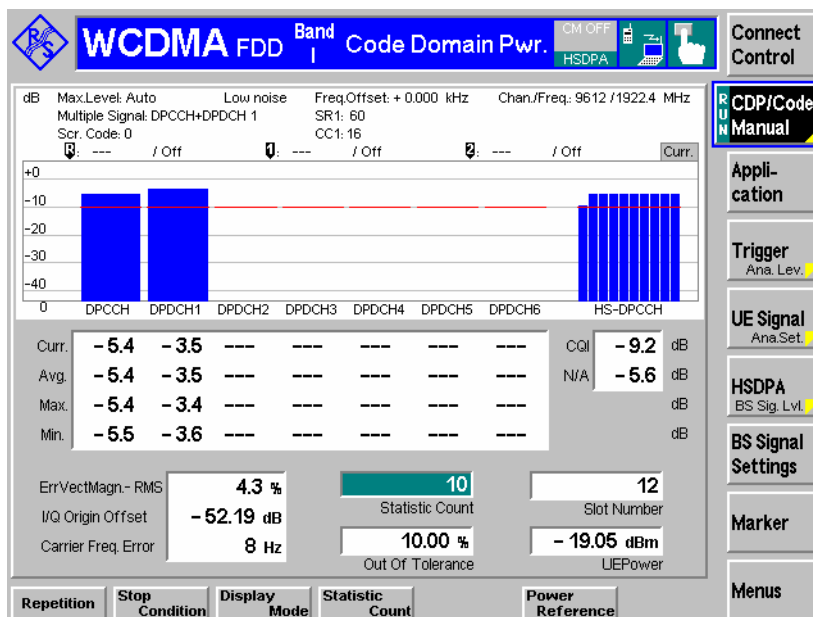 R&S
WCDMA FDD Band I Code Domain Pwr.
CM OFF
HSDPA
Connect Control
dB Max.Level: Auto Low noise Freq.Offset: + 0.000 kHz Chan./Freq.: 9612 /1922.4 MHz
Multiple Signal: DPCCH+DPDCH 1 SR1: 60
Scr. Code: 0 CC1: 16
R: --- / Off 1: --- / Off 2: --- / Off Curr.
+0
-10
-20
-30
-40
0 DPCCH DPDCH1 DPDCH2 DPDCH3 DPDCH4 DPDCH5 DPDCH6 HS-DPCCH
Curr. - 5.4 - 3.5 --- --- --- --- --- CQI - 9.2 dB
Avg. - 5.4 - 3.5 --- --- --- --- --- N/A - 5.6 dB
Max. - 5.4 - 3.4 --- --- --- --- --- dB
Min. - 5.5 - 3.6 --- --- --- --- --- dB
ErrVectMagn.- RMS 4.3 %
I/Q Origin Offset - 52.19 dB
Carrier Freq. Error 8 Hz
10
Statistic Count
10.00 %
Out Of Tolerance
12
Slot Number
- 19.05 dBm
UEPower
RUN
CDP/Code
Manual
Appli-
cation
Trigger
Ana. Lev.
UE Signal
Ana.Set.
HSDPA
BS Sig. Lvl.
BS Signal
Settings
Marker
Menus
Repetition
Stop
Condition
Display
Mode
Statistic
Count
Power
Reference